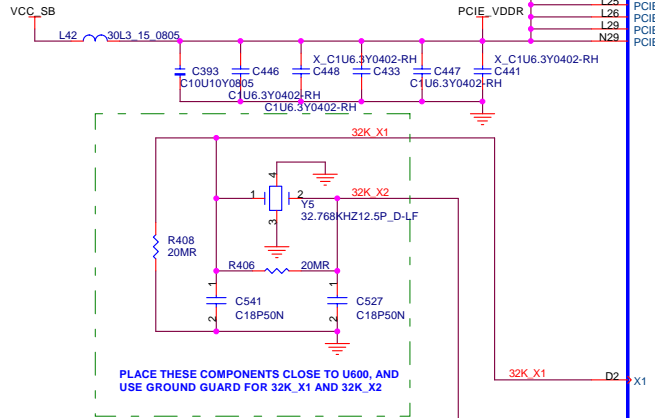 VCC_SB
PCIE_VDDR
L25
PCIE
L26
PCIE
L29
PCIE
N29
PCIE
L42
30L3_15_0805
X_C1U6.3Y0402-RH
X_C1U6.3Y0402-RH
C393
C446
C448
C433
C447
C441
C10U10Y0805
C1U6.3Y0402-RH
C1U6.3Y0402-RH
C1U6.3Y0402-RH
32K_X1
4
1
2
32K_X2
Y5
3
32.768KHZ12.5P_D-LF
R408
20MR
R406
20MR
1
1
C541
C527
2
C18P50N
2
C18P50N
PLACE THESE COMPONENTS CLOSE TO U600, AND
USE GROUND GUARD FOR 32K_X1 AND 32K_X2
32K_X1
D2
X1